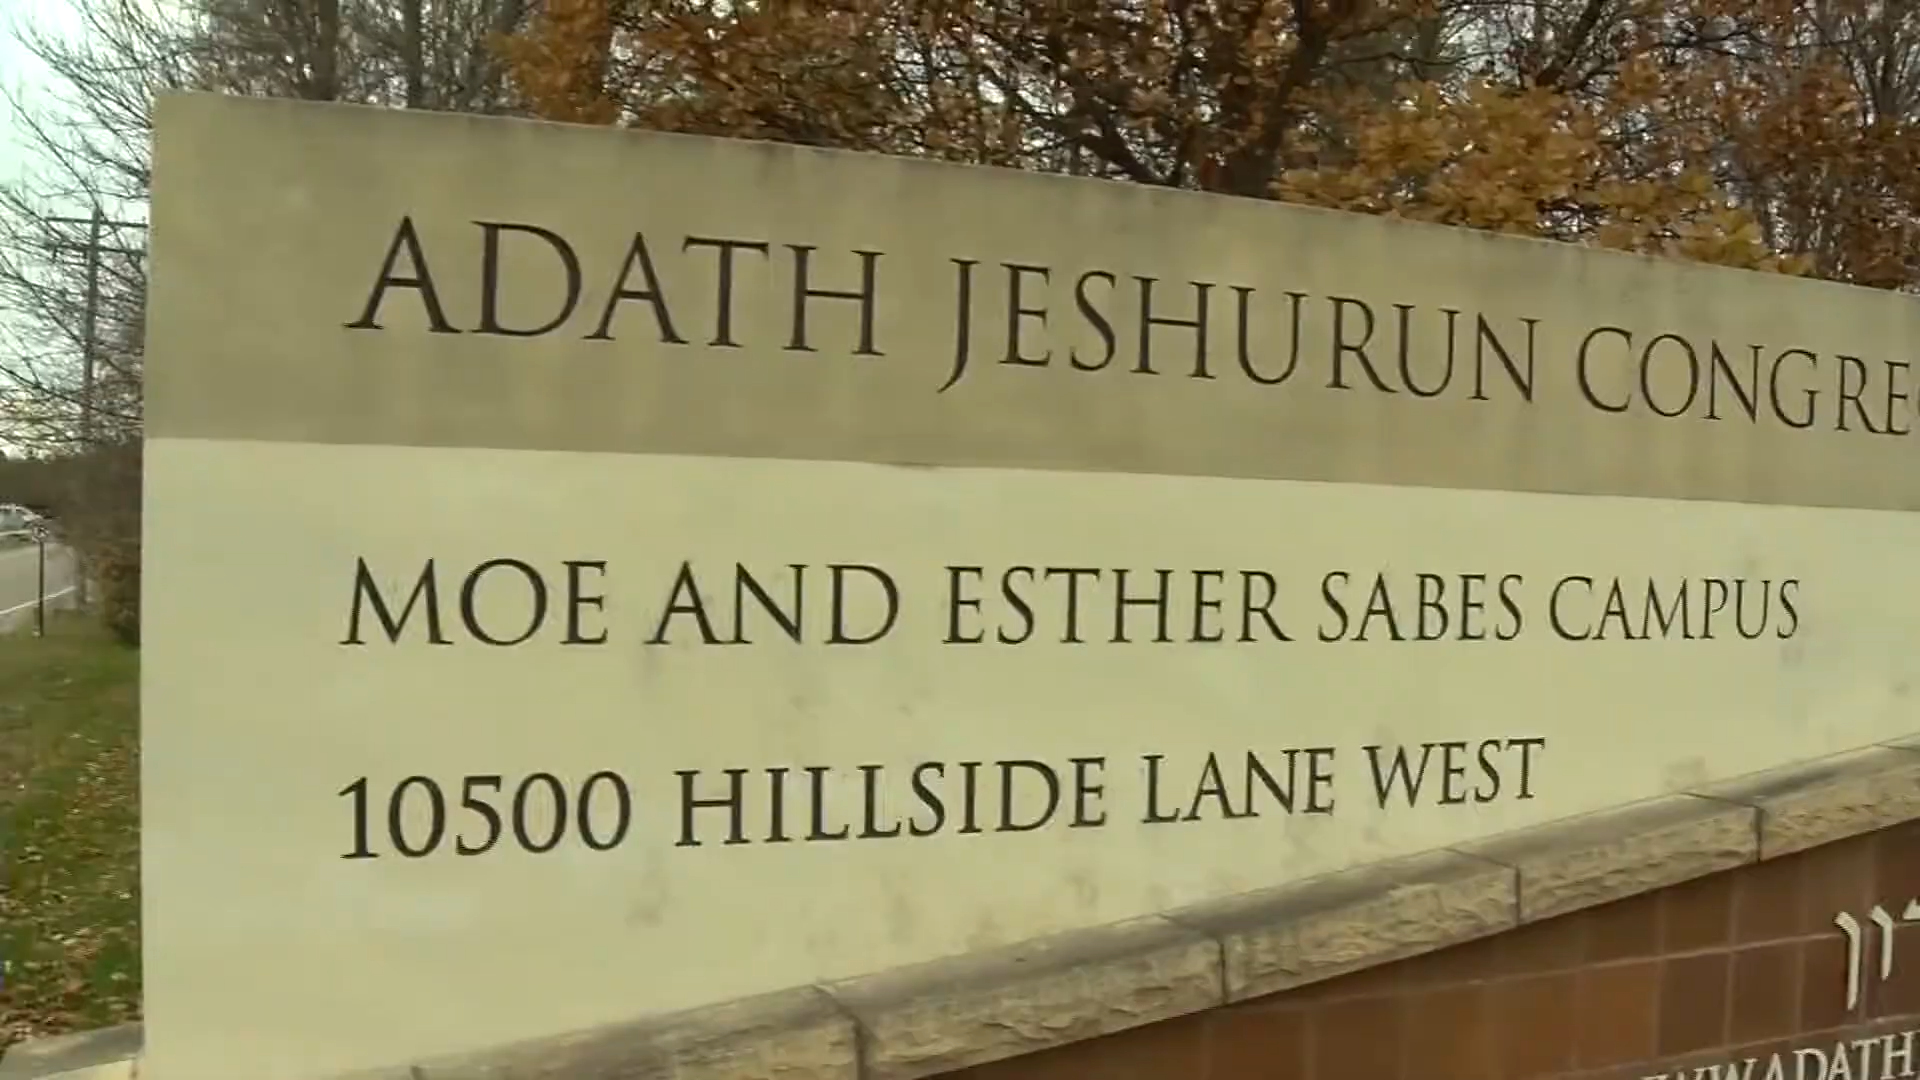 ADATH JESHURUN CONGRE
MOE AND ESTHER SABES CAMPUS
10500 HILLSIDE LANE WEST